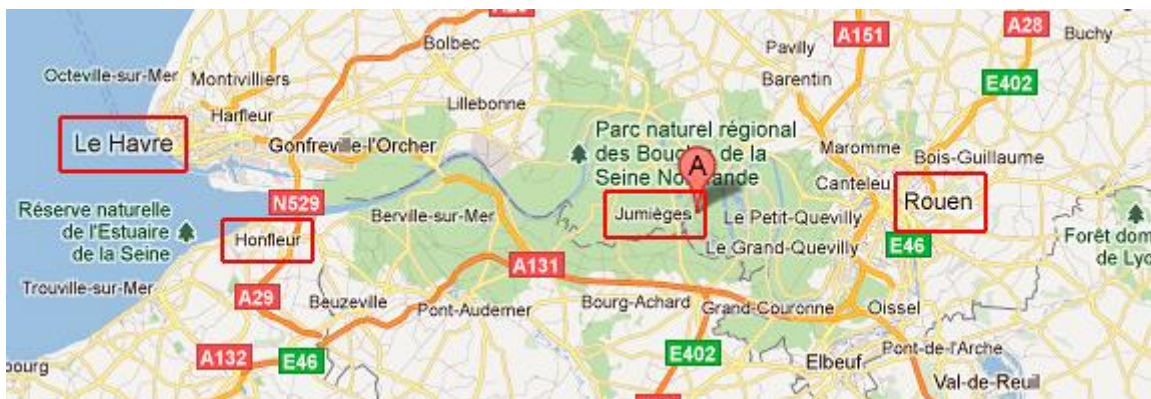 A28
Buchy
A151
Pavilly
Bolbec
Octeville-sur-Mer
Montivilliers
Barentin
E402
Lillebonne
Harfleur
Le Havre
Gonfreville-l'Orcher
Parc naturel régional
des Bouc de la
Seine No ande
A
Maromme
Bois-Guillaume
Canteleu
Rouen
N529
Réserve naturelle
de l'Estuaire
de la Seine
Berville-sur-Mer
Jumièges
Le Petit-Quevilly
Honfleur
Le Grand-Quevilly
E46
Forêt dom
de Lyo
A131
Trouville-sur-Mer
A29
Beuzeville
Pont-Audemer
Bourg-Achard
Grand-Couronne
Oissel
A132
E46
E402
Elbeuf
Pont-de-l'Arche
bourg
Val-de-Reuil